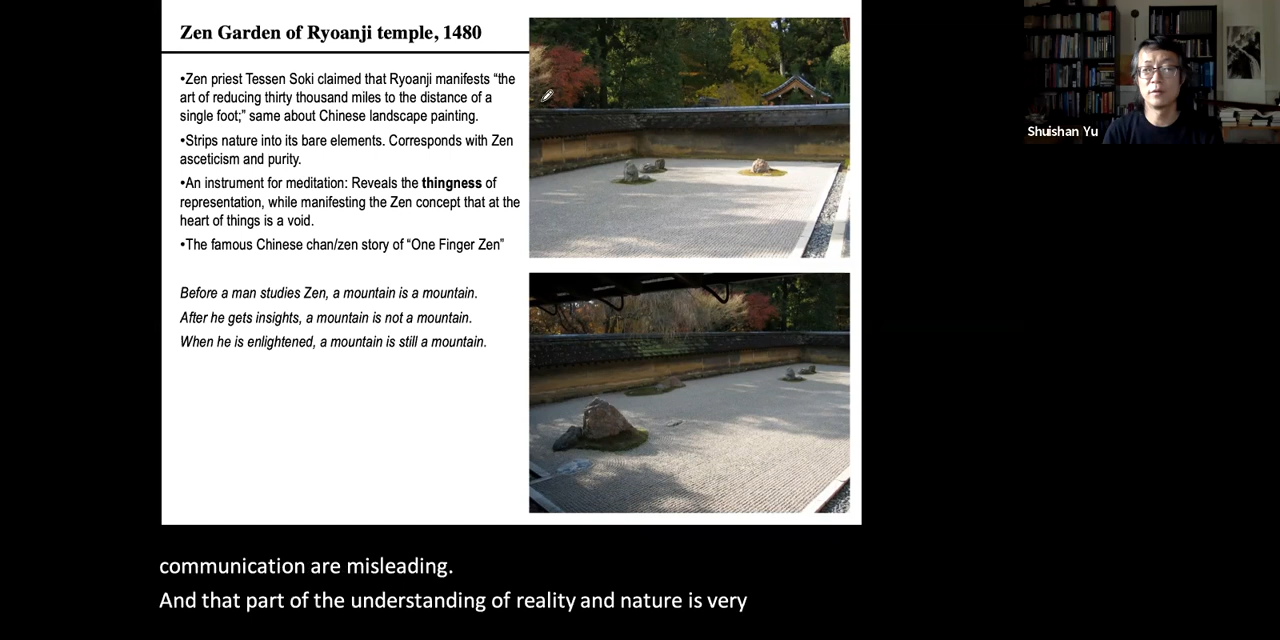 Zen Garden of Ryoanji temple, 1480
•Zen priest Tessen Soki claimed that Ryoanji manifests “the
art of reducing thirty thousand miles to the distance of a
single foot;” same about Chinese landscape painting.
•Strips nature into its bare elements. Corresponds with Zen
asceticism and purity.
•An instrument for meditation: Reveals the thingness of
representation, while manifesting the Zen concept that at the
heart of things is a void.
•The famous Chinese chan/zen story of “One Finger Zen”
Before a man studies Zen, a mountain is a mountain.
After he gets insights, a mountain is not a mountain.
When he is enlightened, a mountain is still a mountain.
Shuishan Yu
communication are misleading.
And that part of the understanding of reality and nature is very